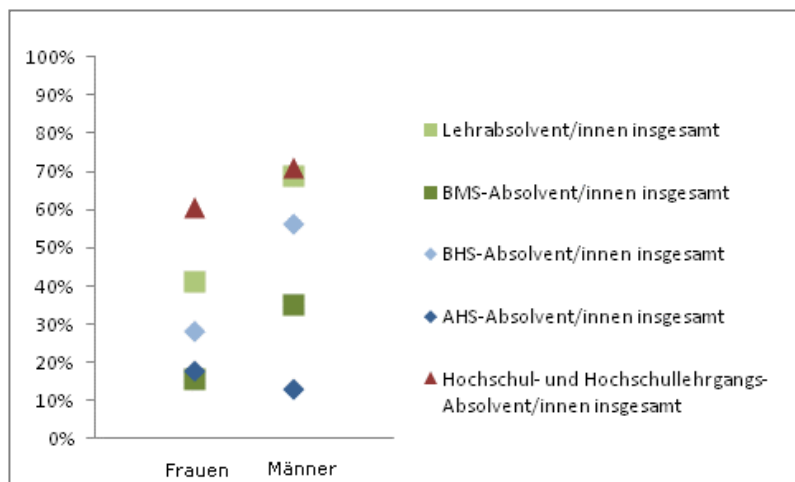 100%
90%
80%
70%
60%
50%
40%
30%
20%
10%
0%
Frauen Männer
Lehrabsolvent/innen insgesamt
BMS-Absolvent/innen insgesamt
BHS-Absolvent/innen insgesamt
AHS-Absolvent/innen insgesamt
Hochschul- und Hochschullehrgangs-
Absolvent/innen insgesamt